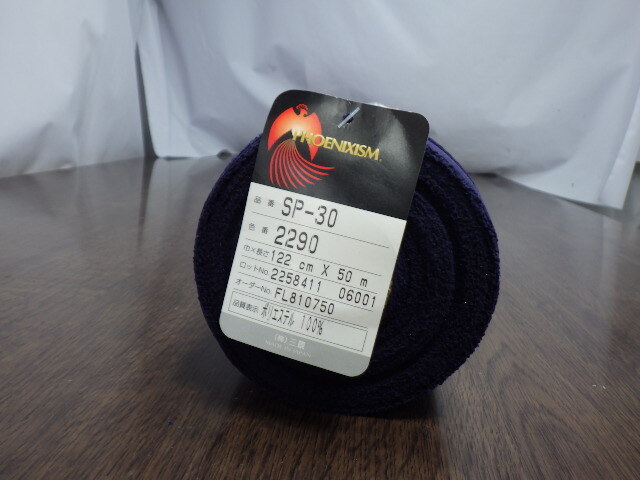 PHOENIXISM
品番 SP-30
色番 2290
巾×長さ 122 cm X 50 m
ロットNo. 2258411 06001
オーダーNo. FL810750
品質表示 ポリエステル 100%